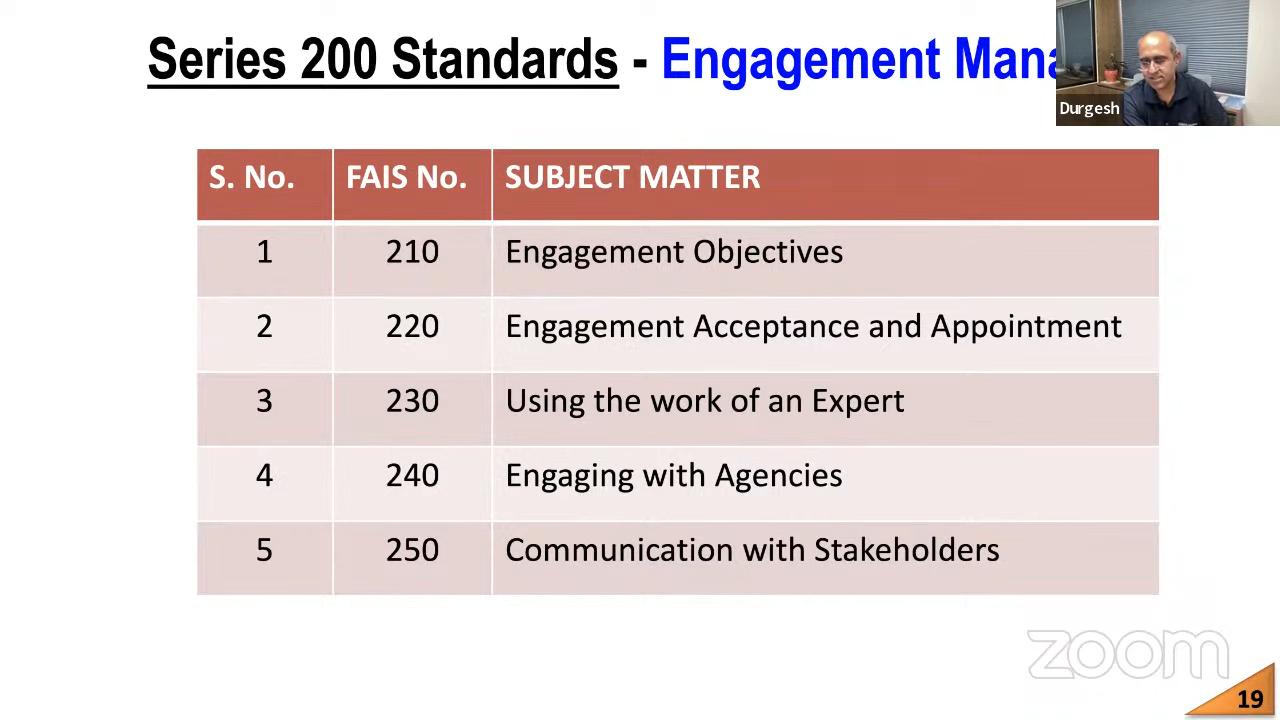 Series 200 Standards - Engagement
Durgesh
S. No. FAIS No. SUBJECT MATTER
1 210 Engagement Objectives
2 220 Engagement Acceptance and Appointment
3 230 Using the work of an Expert
4 240 Engaging with Agencies
5 250 Communication with Stakeholders
zoom
19